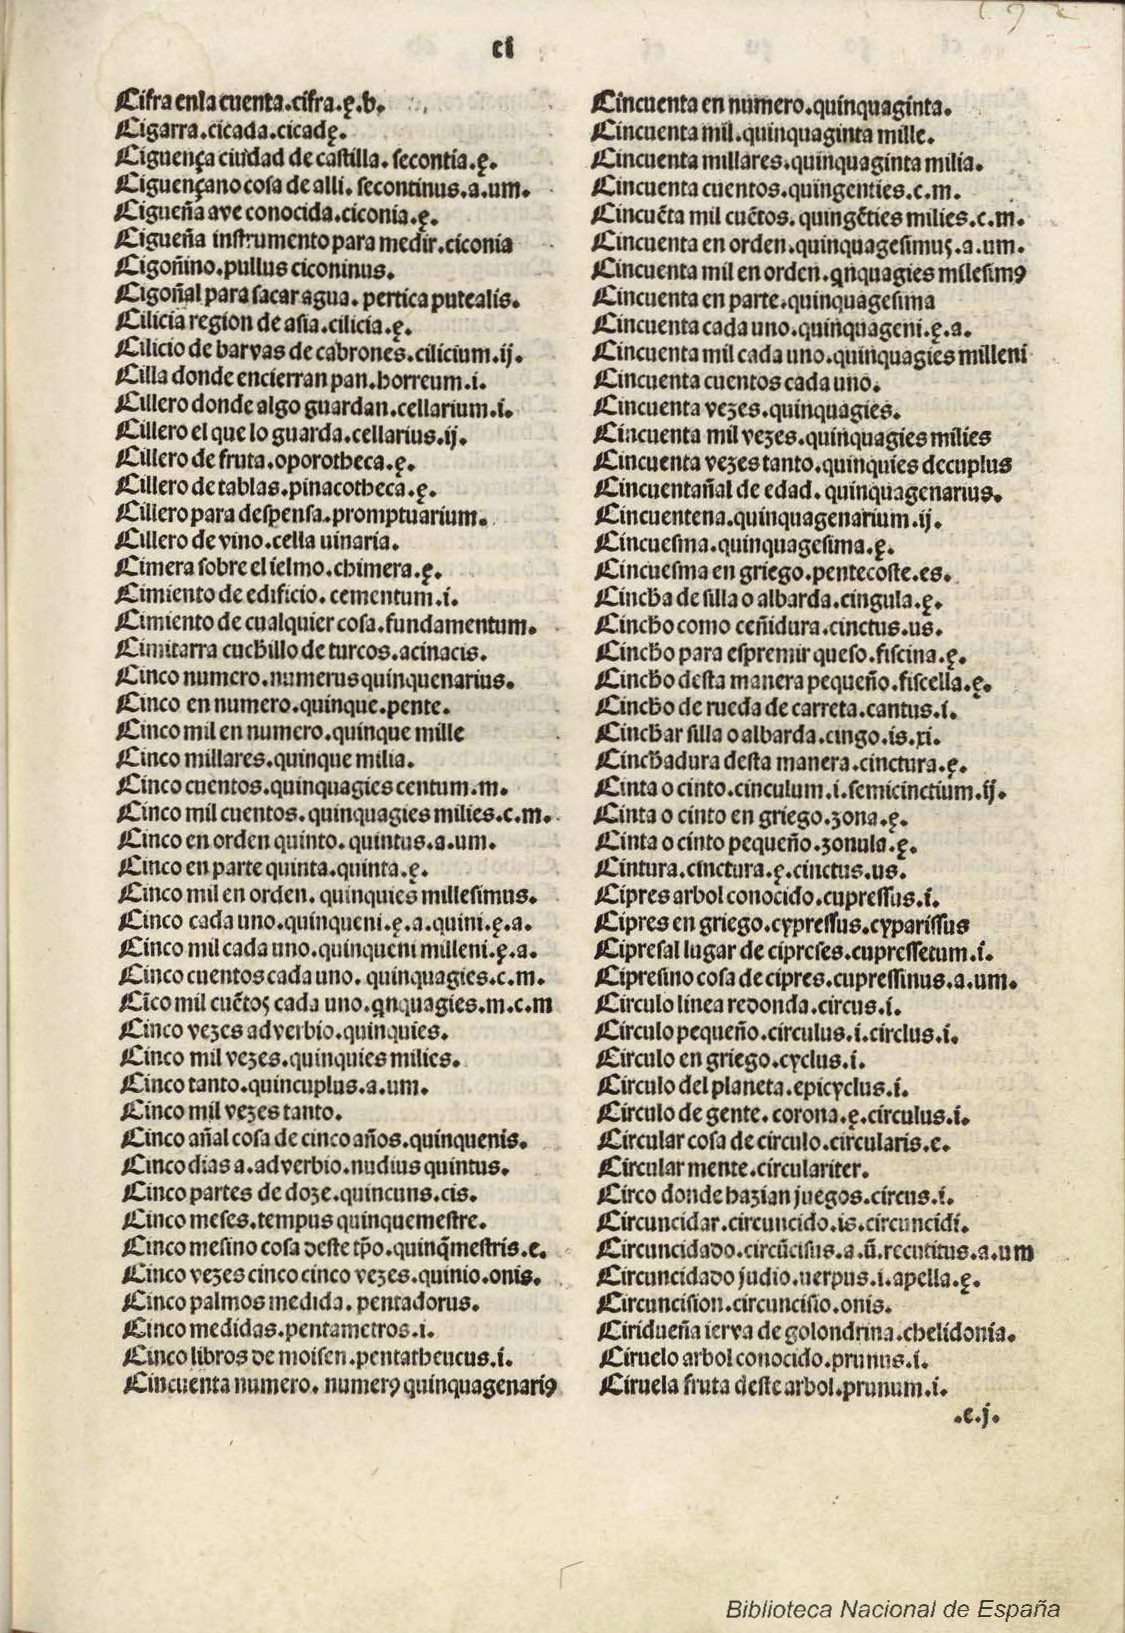 ci
Cifra enla cuenta.cifra.ę.b.
Cigarra.cicada.cicadę.
Ciguença ciudad de castilla.secontia.ę.
Ciguençano cosa de alli.secontinus.a.um.
Cigueña ave conocida.ciconia.ę.
Cigueña instrumento para medir.ciconia
Cigoñino.pullus ciconinus.
Cigoñal para sacar agua.pertica putealis.
Cilicia region de asia.cilicia.ę.
Cilicio de barvas de cabrones.cilicium.ij.
Cilla donde encierran pan.horreum.i.
Cillero donde algo guardan.cellarium.i.
Cillero el que lo guarda.cellarius.ij.
Cillero de fruta.oporotheca.ę.
Cillero de tablas.pinacotheca.ę.
Cillero para despensa.promptuarium.
Cillero de vino.cella uinaria.
Cimera sobre el ielmo.chimera.ę.
Cimiento de edificio.cementum.i.
Cimiento de cualquier cosa.fundamentum.
Cimitarra cuchillo de turcos.acinacis.
Cinco numero.numerus quinquenarius.
Cinco en numero.quinque.pente.
Cinco mil en numero.quinque mille
Cinco millares.quinque milia.
Cinco cuentos.quinquagies centum.m.
Cinco mil cuentos.quinquagies milies.c.m.
Cinco en orden quinto.quintus.a.um.
Cinco en parte quinta.quinta.ę.
Cinco mil en orden.quinquies millesimus.
Cinco cada uno.quinqueni.ę.a.quini.ę.a.
Cinco mil cada uno.quinqueni milleni.ę.a.
Cinco cuentos cada uno.quinquagies.c.m.
Cĩco mil cuẽtoς cada uno.qnquagies.m.c.m
Cinco vezes adverbio.quinquies.
Cinco mil vezes.quinquies milies.
Cinco tanto.quincuplus.a.um.
Cinco mil vezes tanto.
Cinco añal cosa de cinco años.quinquenis.
Cinco dias a.adverbio.nudius quintus.
Cinco partes de doze.quincuns.cis.
Cinco meses.tempus quinquemestre.
Cinco mesino cosa deste tp̃o.quinq̃mestris.e.
Cinco vezes cinco cinco vezes.quinio.onis.
Cinco palmos medida.pentadorus.
Cinco medidas.pentametros.i.
Cinco libros de moisen.pentatheucus.i.
Cincuenta numero.numerꝰ quinquagenariꝰ
Cincuenta en numero.quinquaginta.
Cincuenta mil.quinquaginta mille.
Cincuenta millares.quinquaginta milia.
Cincuenta cuentos.quingenties.c.m.
Cincuẽta mil cuẽtos.quingẽties milies.c.m.
Cincuenta en orden.quinquagesimuς.a.um.
Cincuenta mil en orden.qnquagies milesimꝰ
Cincuenta en parte.quinquagesima
Cincuenta cada uno.quinquageni.ę.a.
Cincuenta mil cada uno.quinquagies milleni
Cincuenta cuentos cada uno.
Cincuenta vezes.quinquagies.
Cincuenta mil vezes.quinquagies milies
Cincuenta vezes tanto.quinquies decuplus
Cincuentañal de edad.quinquagenarius.
Cincuentena.quinquagenarium.ij.
Cincuesma.quinquagesima.ę.
Cincuesma en griego.pentecoste.es.
Cincha de silla o albarda.cingula.ę.
Cincho como ceñidura.cinctus.us.
Cincho para espremir queso.fiscina.ę.
Cincho desta manera pequeño.fiscella.ę.
Cincho de rueda de carreta.cantus.i.
Cinchar silla o albarda.cingo.is.xi.
Cinchadura desta manera.cinctura.ę.
Cinta o cinto.cinculum.i.semicinctium.ij.
Cinta o cinto en griego.zona.ę.
Cinta o cinto pequeño.zonula.ę.
Cintura.cinctura.ę.cinctus.us.
Cipres arbol conocido.cupressus.i.
Cipres en griego.cypressus.cyparissus
Cipresal lugar de cipreses.cupressetum.i.
Cipresino cosa de cipres.cupressinus.a.um.
Circulo linea redonda.circus.i.
Circulo pequeño.circulus.i.circlus.i.
Circulo en griego.cyclus.i.
Circulo del planeta.epicyclus.i.
Circulo de gente.corona.ę.circulus.i.
Circular cosa de circulo.circularis.e.
Circular mente.circulariter.
Circo donde hazian juegos.circus.i.
Circuncidar.circuncido.is.circuncidi.
Circuncidado.circũcisus.a.ũ.recutitus.a.um
Circuncidado judio.uerpus.i.apella.ę.
Circuncision.circuncisio.onis.
Ciridueña ierva de golondrina.chelidonia.
Ciruelo arbol conocido.prunus.i.
Ciruela fruta deste arbol.prunum.i.
.c.j.
Biblioteca Nacional de España